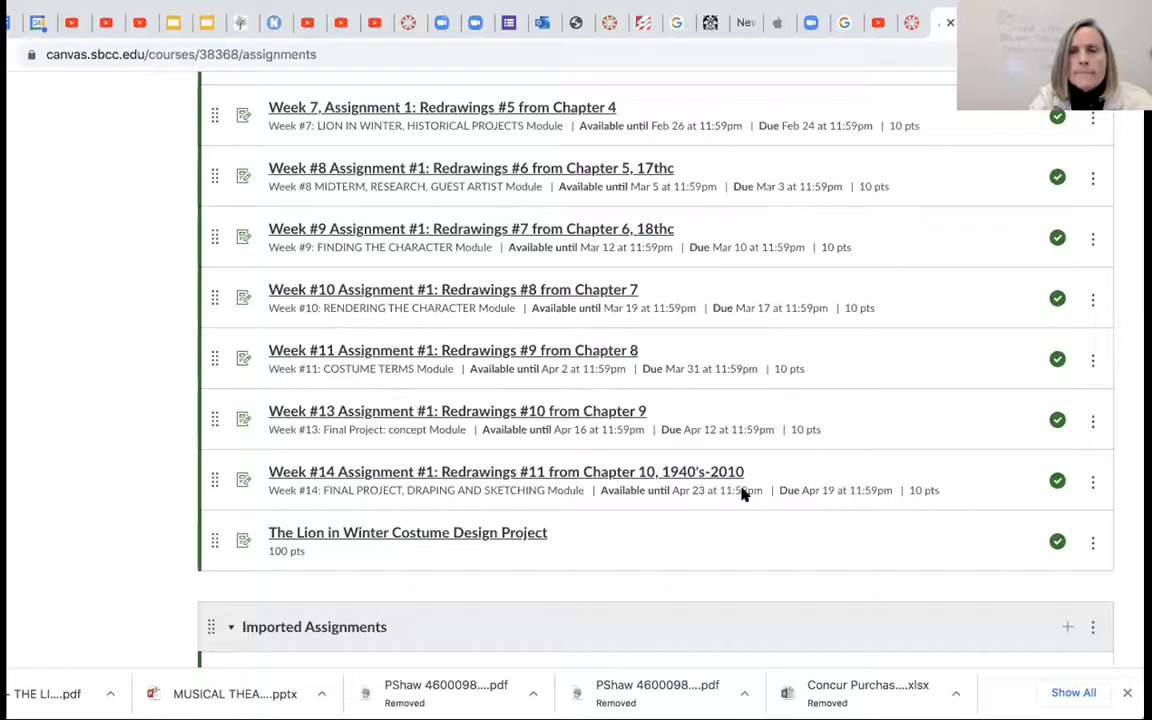 New
canvas.sbcc.edu/courses/38368/assignments
Week 7, Assignment 1: Redrawings #5 from Chapter 4
Week #7: LION IN WINTER, HISTORICAL PROJECTS Module | Available until Feb 26 at 11:59pm | Due Feb 24 at 11:59pm | 10 pts
Week #8 Assignment #1: Redrawings #6 from Chapter 5, 17thc
Week #8 MIDTERM, RESEARCH, GUEST ARTIST Module | Available until Mar 5 at 11:59pm | Due Mar 3 at 11:59pm | 10 pts
Week #9 Assignment #1: Redrawings #7 from Chapter 6, 18thc
Week #9: FINDING THE CHARACTER Module | Available until Mar 12 at 11:59pm | Due Mar 10 at 11:59pm | 10 pts
Week #10 Assignment #1: Redrawings #8 from Chapter 7
Week #10: RENDERING THE CHARACTER Module | Available until Mar 19 at 11:59pm | Due Mar 17 at 11:59pm | 10 pts
Week #11 Assignment #1: Redrawings #9 from Chapter 8
Week #11: COSTUME TERMS Module | Available until Apr 2 at 11:59pm | Due Mar 31 at 11:59pm | 10 pts
Week #13 Assignment #1: Redrawings #10 from Chapter 9
Week #13: Final Project: concept Module | Available until Apr 16 at 11:59pm | Due Apr 12 at 11:59pm | 10 pts
Week #14 Assignment #1: Redrawings #11 from Chapter 10, 1940's-2010
Week #14: FINAL PROJECT, DRAPING AND SKETCHING Module | Available until Apr 23 at 11:59pm | Due Apr 19 at 11:59pm | 10 pts
The Lion in Winter Costume Design Project
100 pts
Imported Assignments
- THE LI....pdf MUSICAL THEA....pptx PShaw 4600098....pdf PShaw 4600098....pdf Concur Purchas....xlsx Show All
Removed Removed Removed